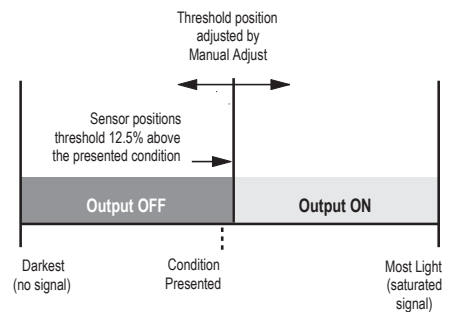 Threshold position
adjusted by
Manual Adjust
Sensor positions
threshold 12.5% above
the presented condition
Output OFF
Output ON
Darkest
(no signal)
Condition
Presented
Most Light
(saturated
signal)